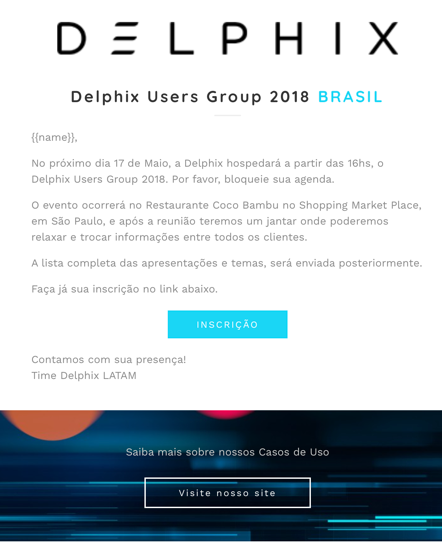 DELPHIX
Delphix Users Group 2018 BRASIL
{{name}},
No próximo dia 17 de Maio, a Delphix hospedará a partir das 16hs, o
Delphix Users Group 2018. Por favor, bloqueie sua agenda.
O evento ocorrerá no Restaurante Coco Bambu no Shopping Market Place,
em São Paulo, e após a reunião teremos um jantar onde poderemos
relaxar e trocar informações entre todos os clientes.
A lista completa das apresentações e temas, será enviada posteriormente.
Faça já sua inscrição no link abaixo.
INSCRIÇÃO
Contamos com sua presença!
Time Delphix LATAM
Saiba mais sobre nossos Casos de Uso
Visite nosso site